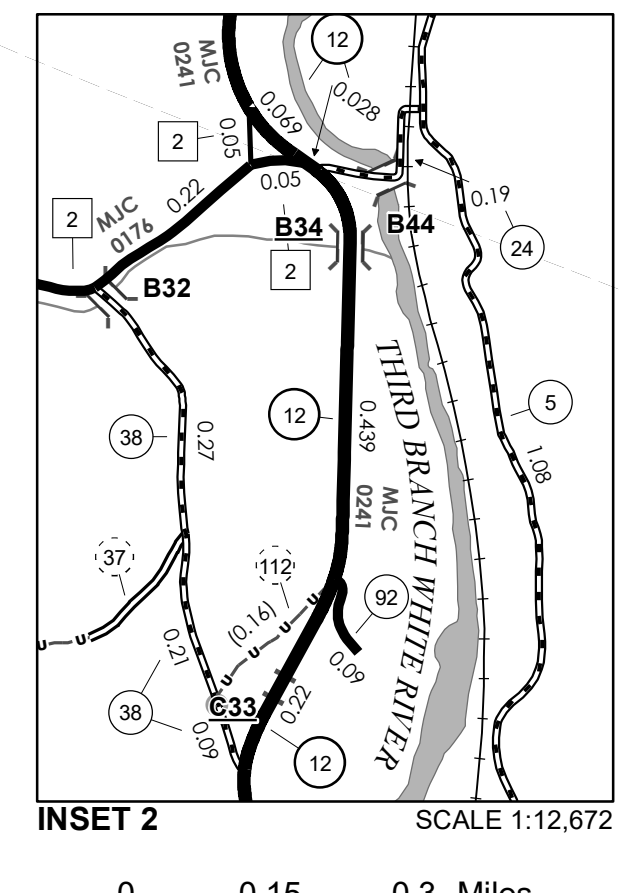 12
MJC
0241
0.028
0.069
2
0.05
0.05
0.22
0.19
2
MJC
0176
B34
B44
24
2
B32
THIRD BRANCH WHITE RIVER
5
12
0.439
38
0.27
1.08
MJC
0241
37
112
92
(0.16)
U
U
U
U
U
U
0.21
0.09
C33
0.22
38
0.09
12
INSET 2
SCALE 1:12,672
0 0.15 0.3 Miles